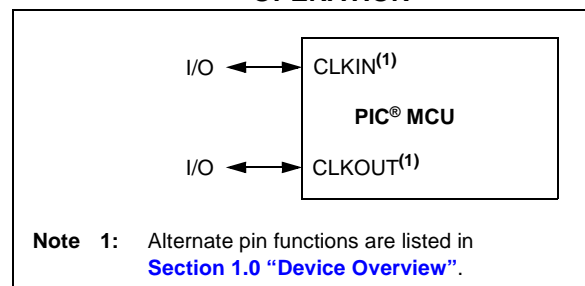 OPERATION
I/O CLKIN(1)
PIC® MCU
I/O CLKOUT(1)
Note 1: Alternate pin functions are listed in
Section 1.0 “Device Overview”.